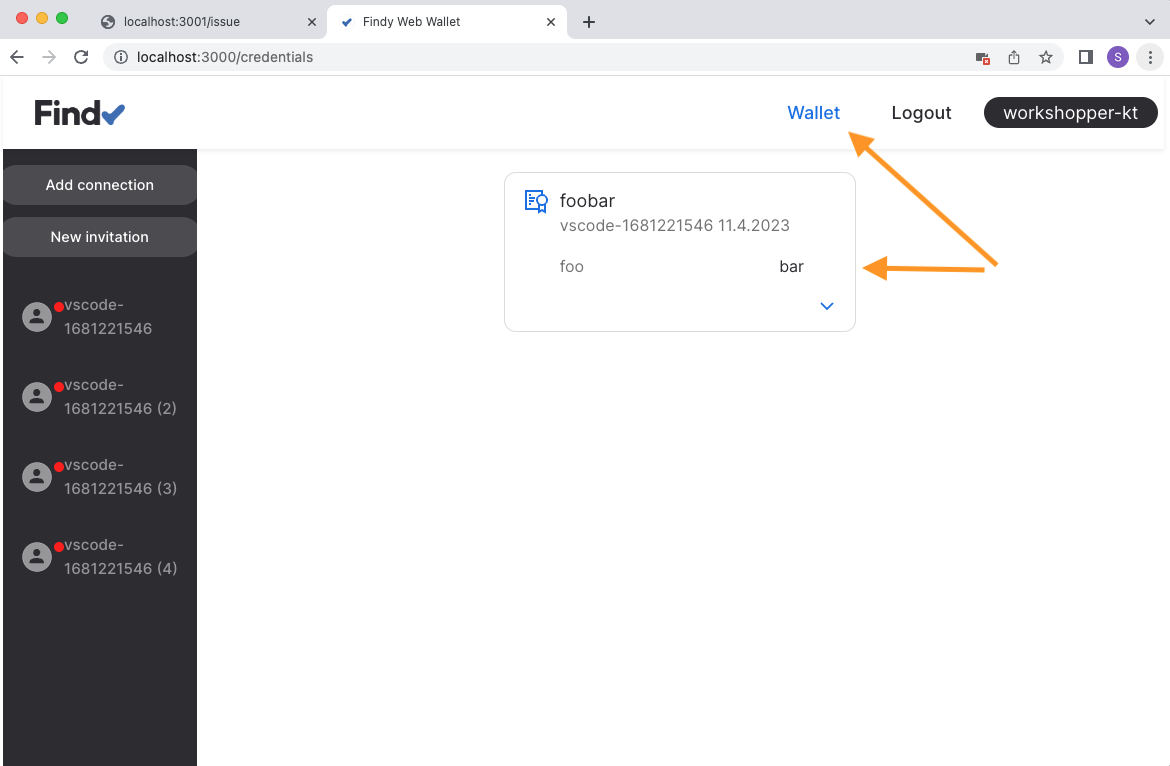 localhost:3001/issue
Findy Web Wallet
localhost:3000/credentials
S
Findy
Wallet
Logout
workshopper-kt
Add connection
New invitation
vscode-
1681221546
vscode-
1681221546 (2)
vscode-
1681221546 (3)
vscode-
1681221546 (4)
foobar
vscode-1681221546 11.4.2023
foo
bar